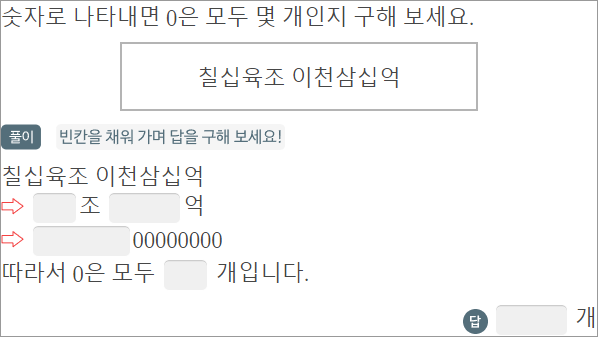 숫자로 나타내면 0은 모두 몇 개인지 구해 보세요.
칠십육조 이천삼십억
풀이 빈칸을 채워 가며 답을 구해 보세요!
칠십육조 이천삼십억
⇨ 조 억
⇨ 00000000
따라서 0은 모두 개입니다.
답 개